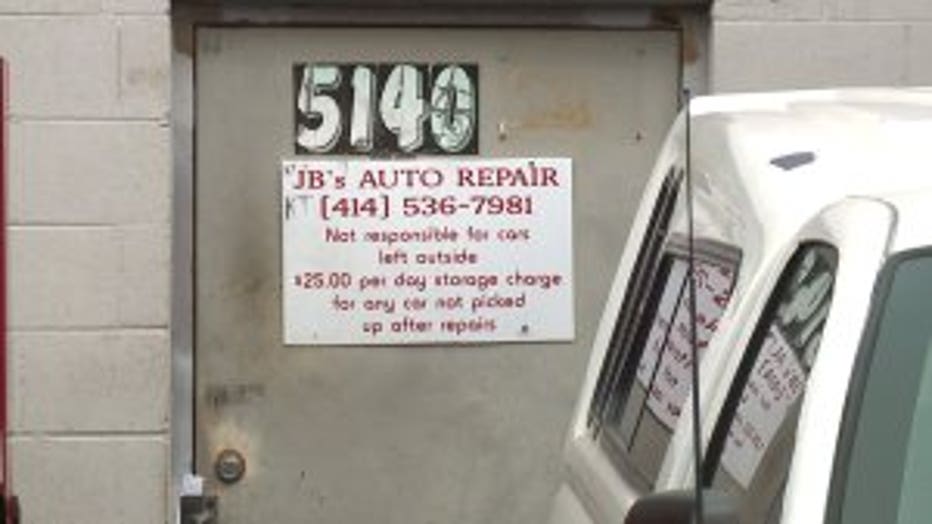 5140
JB's AUTO REPAIR
KT [414] 536-7981
Not responsible for cars
left outside
$25.00 per day storage charge
for any car not picked
up after repairs